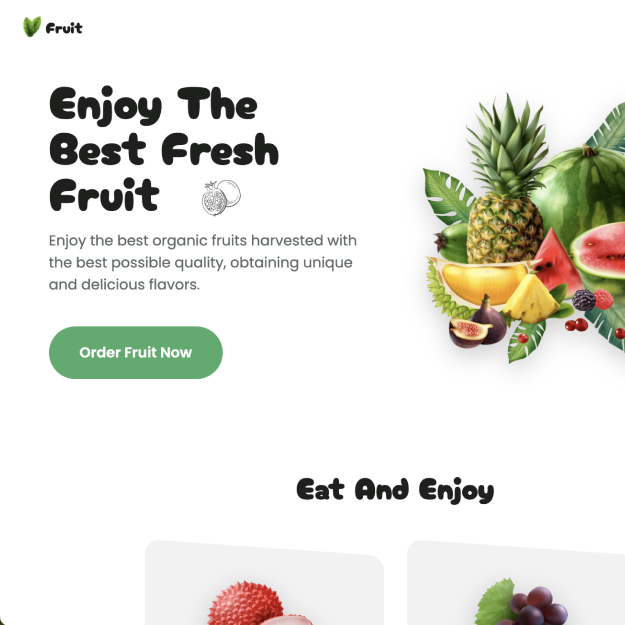 Fruit
Enjoy The
Best Fresh
Fruit
Enjoy the best organic fruits harvested with
the best possible quality, obtaining unique
and delicious flavors.
Order Fruit Now
Eat And Enjoy